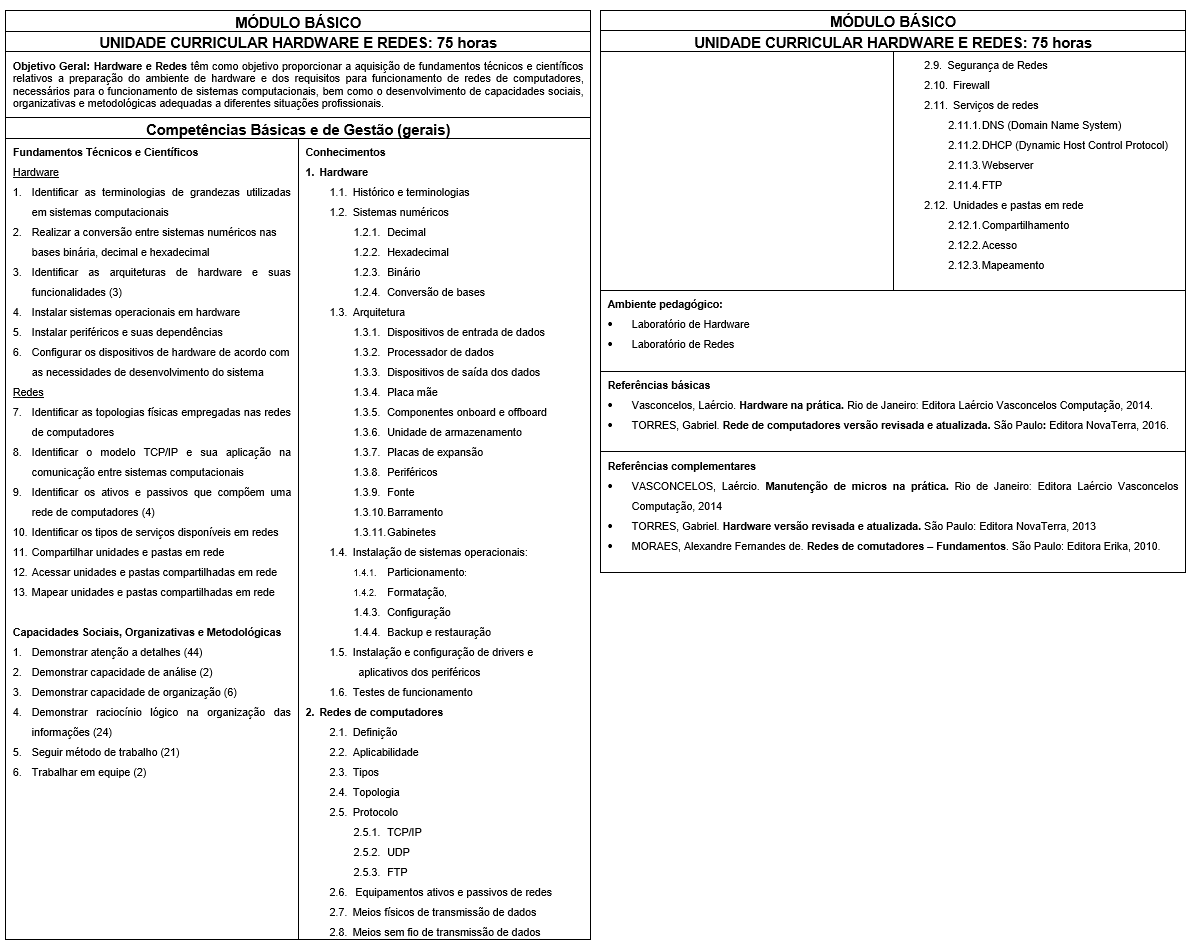 MÓDULO BÁSICO
UNIDADE CURRICULAR HARDWARE E REDES: 75 horas
Objetivo Geral: Hardware e Redes têm como objetivo proporcionar a aquisição de fundamentos técnicos e científicos
relativos a preparação do ambiente de hardware e dos requisitos para funcionamento de redes de computadores,
necessários para o funcionamento de sistemas computacionais, bem como o desenvolvimento de capacidades sociais,
organizativas e metodológicas adequadas a diferentes situações profissionais.
Competências Básicas e de Gestão (gerais)
Fundamentos Técnicos e Científicos
Hardware
1. Identificar as terminologias de grandezas utilizadas
em sistemas computacionais
2. Realizar a conversão entre sistemas numéricos nas
bases binária, decimal e hexadecimal
3. Identificar as arquiteturas de hardware e suas
funcionalidades (3)
4. Instalar sistemas operacionais em hardware
5. Instalar periféricos e suas dependências
6. Configurar os dispositivos de hardware de acordo com
as necessidades de desenvolvimento do sistema
Redes
7. Identificar as topologias físicas empregadas nas redes
de computadores
8. Identificar o modelo TCP/IP e sua aplicação na
comunicação entre sistemas computacionais
9. Identificar os ativos e passivos que compõem uma
rede de computadores (4)
10. Identificar os tipos de serviços disponíveis em redes
11. Compartilhar unidades e pastas em rede
12. Acessar unidades e pastas compartilhadas em rede
13. Mapear unidades e pastas compartilhadas em rede
Capacidades Sociais, Organizativas e Metodológicas
1. Demonstrar atenção a detalhes (44)
2. Demonstrar capacidade de análise (2)
3. Demonstrar capacidade de organização (6)
4. Demonstrar raciocínio lógico na organização das
informações (24)
5. Seguir método de trabalho (21)
6. Trabalhar em equipe (2)
Conhecimentos
1. Hardware
1.1. Histórico e terminologias
1.2. Sistemas numéricos
1.2.1. Decimal
1.2.2. Hexadecimal
1.2.3. Binário
1.2.4. Conversão de bases
1.3. Arquitetura
1.3.1. Dispositivos de entrada de dados
1.3.2. Processador de dados
1.3.3. Dispositivos de saída dos dados
1.3.4. Placa mãe
1.3.5. Componentes onboard e offboard
1.3.6. Unidade de armazenamento
1.3.7. Placas de expansão
1.3.8. Periféricos
1.3.9. Fonte
1.3.10. Barramento
1.3.11. Gabinetes
1.4. Instalação de sistemas operacionais:
1.4.1. Particionamento:
1.4.2. Formatação,
1.4.3. Configuração
1.4.4. Backup e restauração
1.5. Instalação e configuração de drivers e
aplicativos dos periféricos
1.6. Testes de funcionamento
2. Redes de computadores
2.1. Definição
2.2. Aplicabilidade
2.3. Tipos
2.4. Topologia
2.5. Protocolo
2.5.1. TCP/IP
2.5.2. UDP
2.5.3. FTP
2.6. Equipamentos ativos e passivos de redes
2.7. Meios físicos de transmissão de dados
2.8. Meios sem fio de transmissão de dados
MÓDULO BÁSICO
UNIDADE CURRICULAR HARDWARE E REDES: 75 horas
2.9. Segurança de Redes
2.10. Firewall
2.11. Serviços de redes
2.11.1. DNS (Domain Name System)
2.11.2. DHCP (Dynamic Host Control Protocol)
2.11.3. Webserver
2.11.4. FTP
2.12. Unidades e pastas em rede
2.12.1. Compartilhamento
2.12.2. Acesso
2.12.3. Mapeamento
Ambiente pedagógico:
• Laboratório de Hardware
• Laboratório de Redes
Referências básicas
• Vasconcelos, Laércio. Hardware na prática. Rio de Janeiro: Editora Laércio Vasconcelos Computação, 2014.
• TORRES, Gabriel. Rede de computadores versão revisada e atualizada. São Paulo: Editora NovaTerra, 2016.
Referências complementares
• VASCONCELOS, Laércio. Manutenção de micros na prática. Rio de Janeiro: Editora Laércio Vasconcelos
Computação, 2014
• TORRES, Gabriel. Hardware versão revisada e atualizada. São Paulo: Editora NovaTerra, 2013
• MORAES, Alexandre Fernandes de. Redes de comutadores – Fundamentos. São Paulo: Editora Erika, 2010.